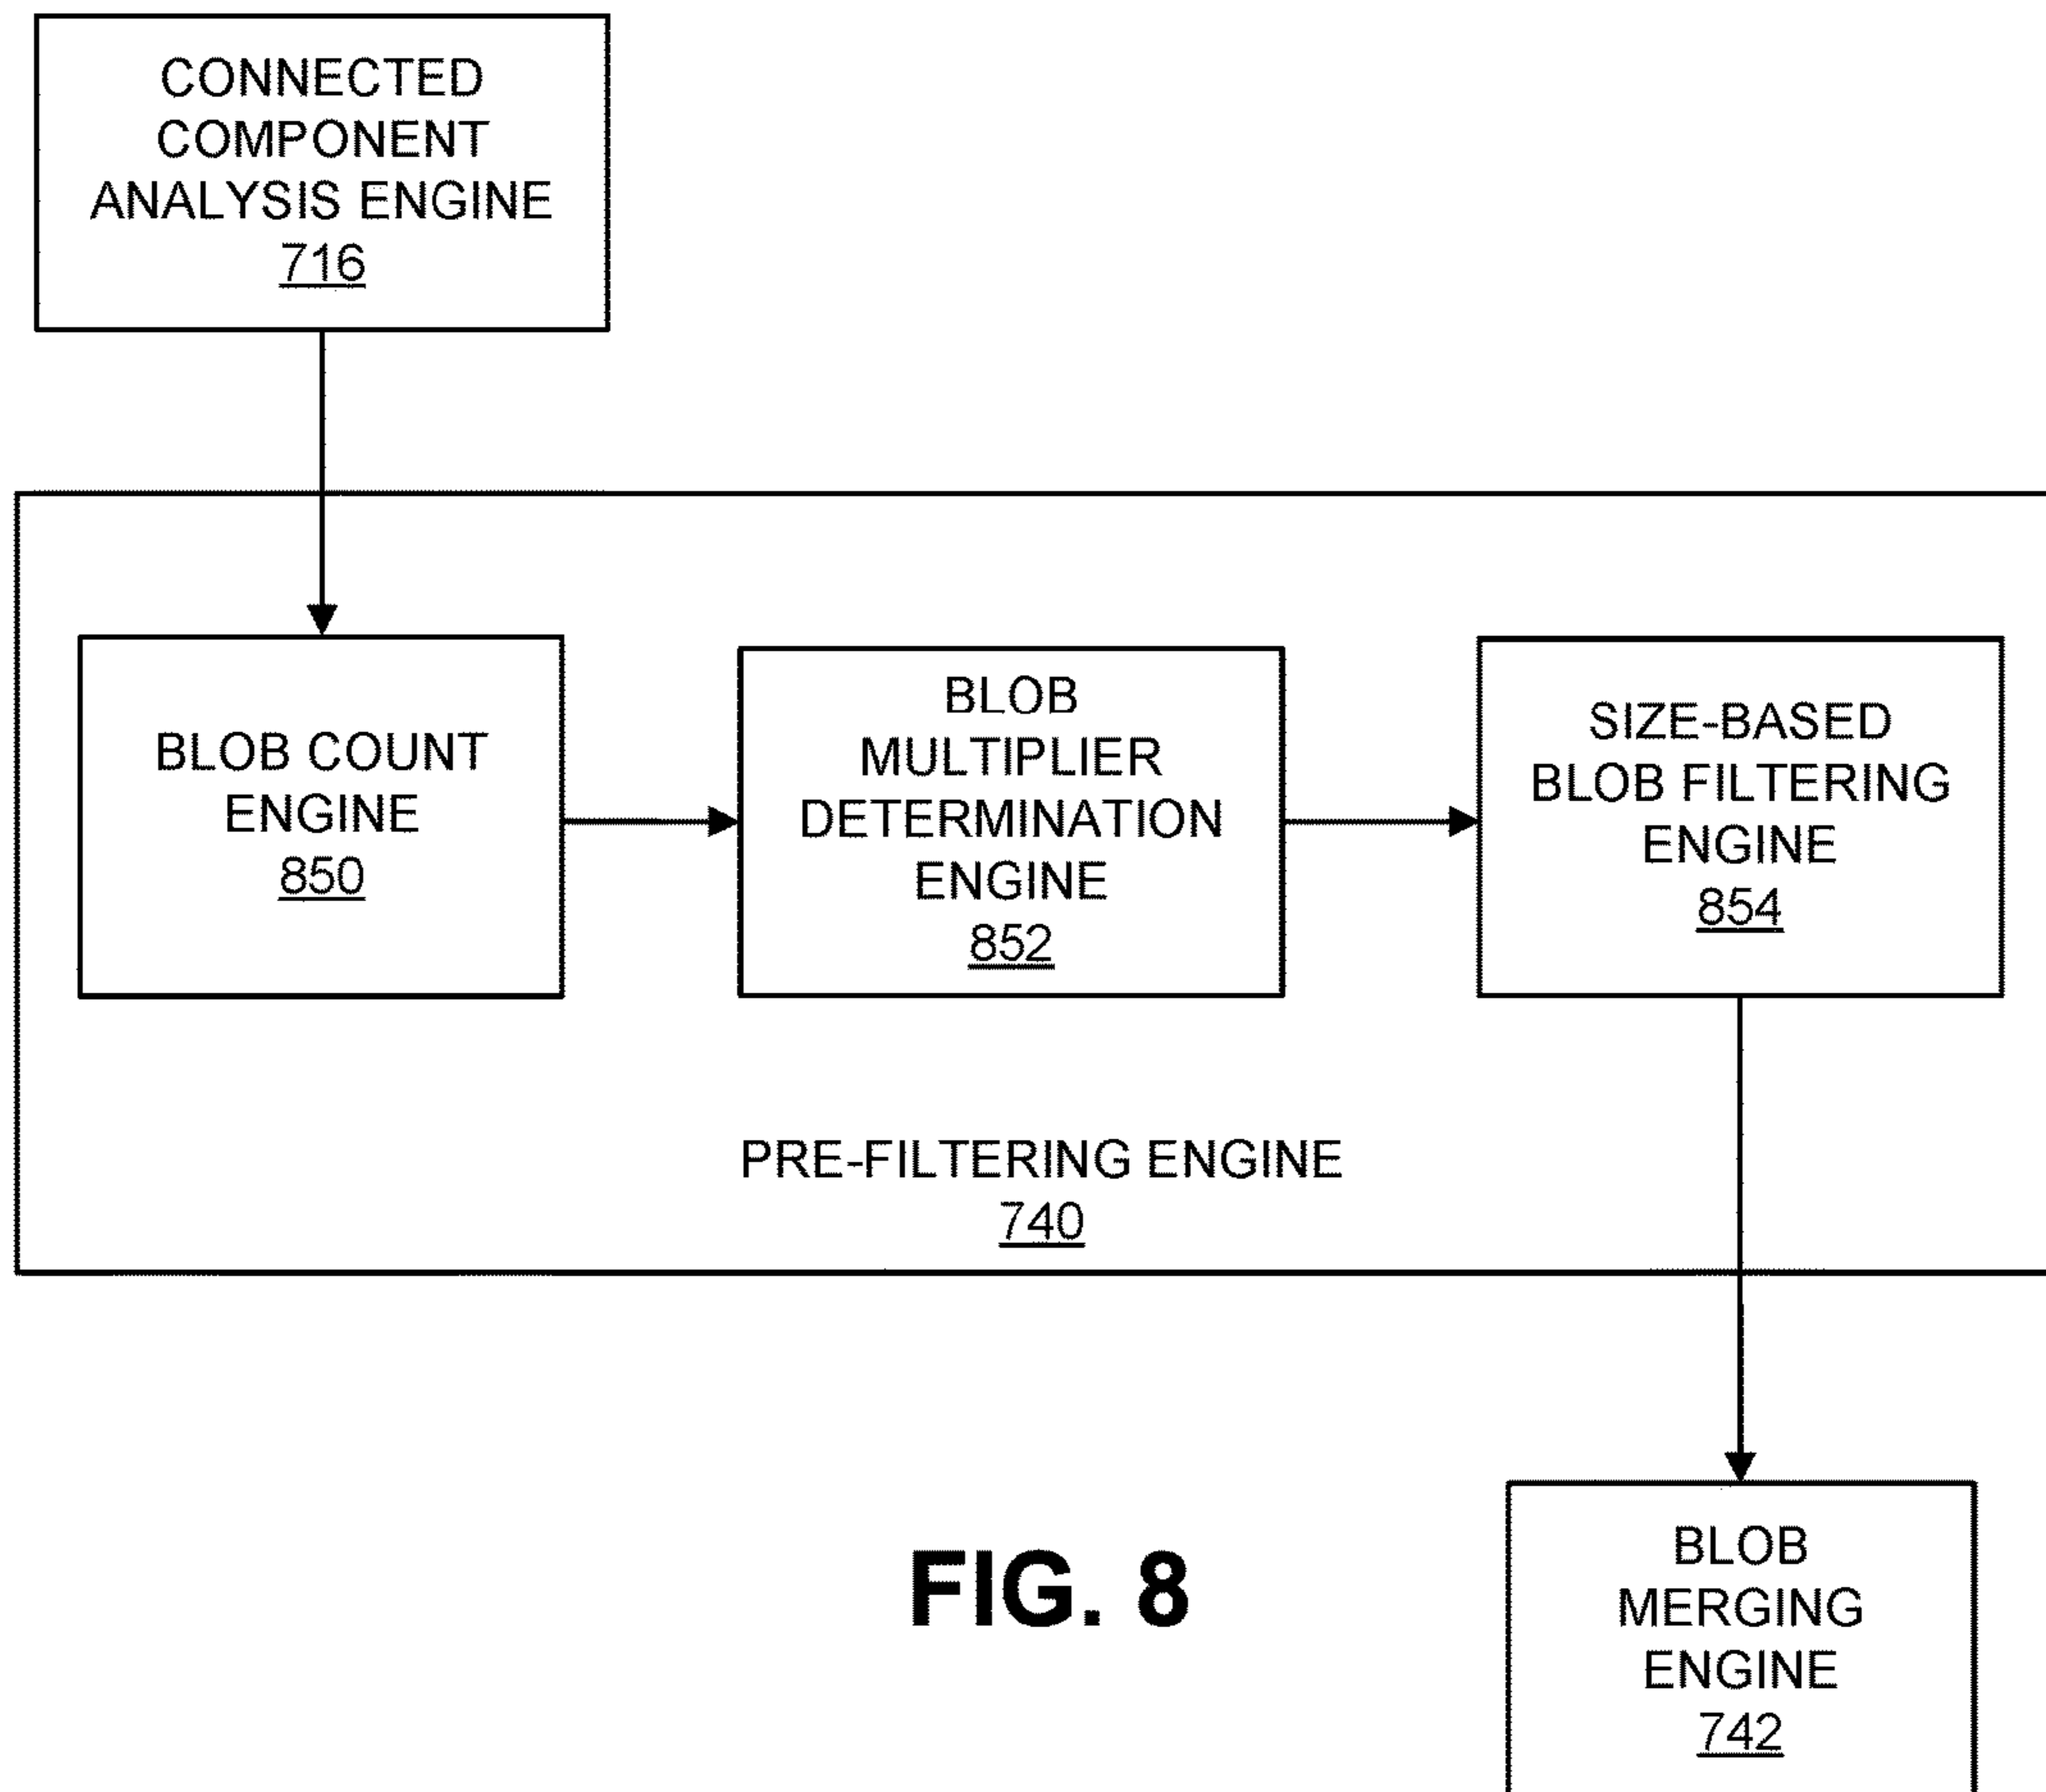 CONNECTED
COMPONENT
ANALYSIS ENGINE
716
BLOB COUNT
ENGINE
850
BLOB
MULTIPLIER
DETERMINATION
ENGINE
852
SIZE-BASED
BLOB FILTERING
ENGINE
854
PRE-FILTERING ENGINE
740
BLOB
MERGING
ENGINE
742
FIG. 8